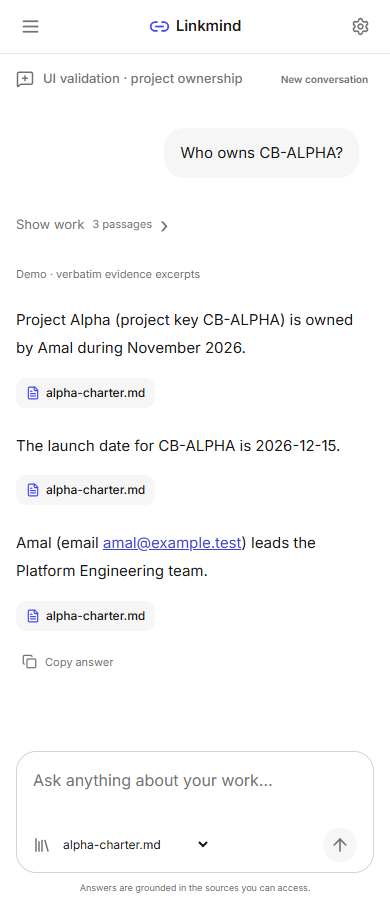 Linkmind
UI validation · project ownership
New conversation
Who owns CB-ALPHA?
Show work 3 passages
Demo · verbatim evidence excerpts
Project Alpha (project key CB-ALPHA) is owned
by Amal during November 2026.
alpha-charter.md
The launch date for CB-ALPHA is 2026-12-15.
alpha-charter.md
Amal (email amal@example.test) leads the
Platform Engineering team.
alpha-charter.md
Copy answer
Ask anything about your work...
alpha-charter.md
Answers are grounded in the sources you can access.